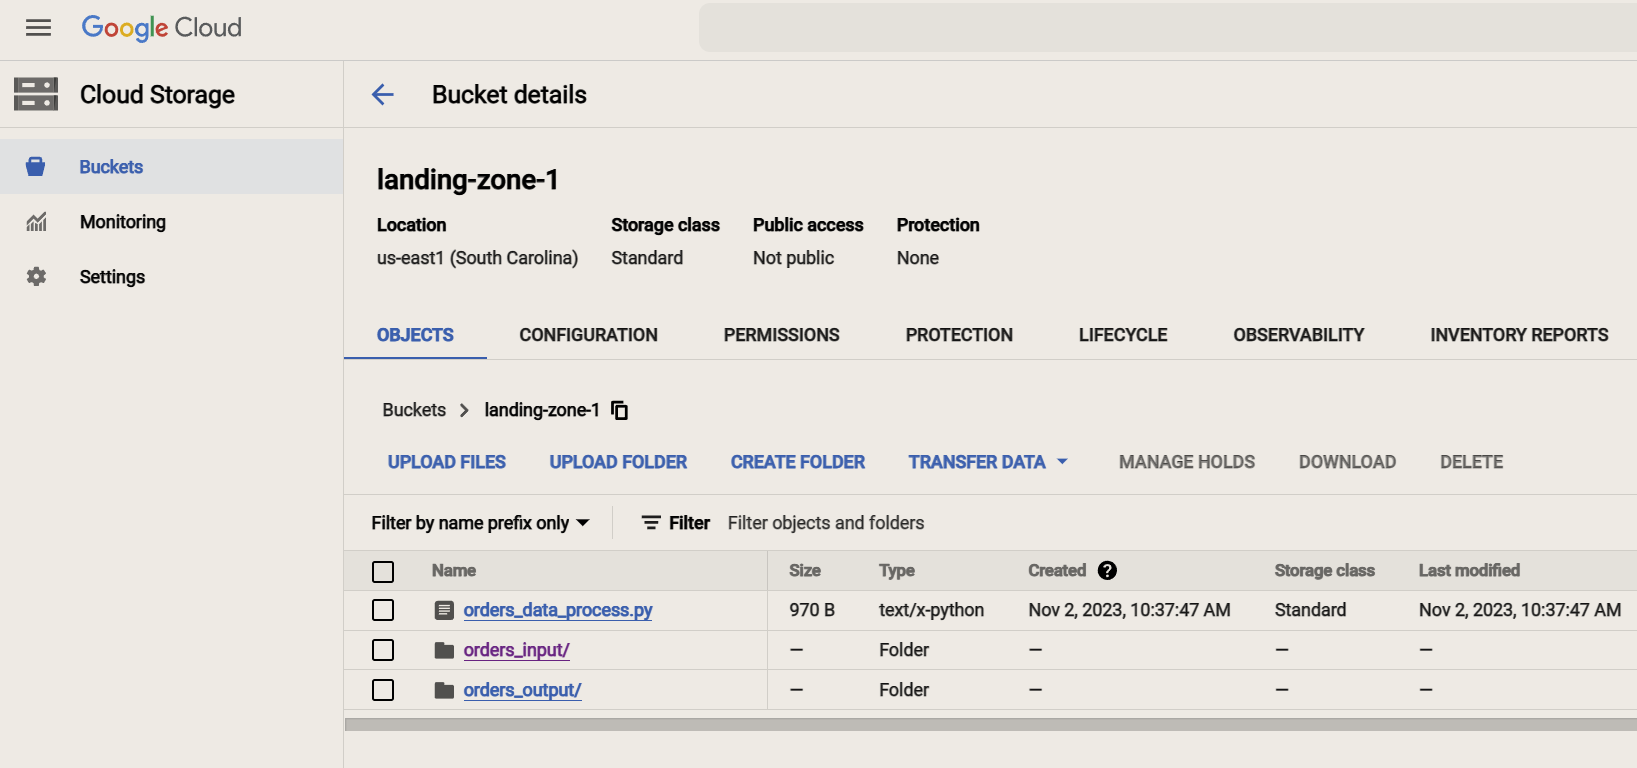 Google Cloud
Cloud Storage
Bucket details
Buckets
Monitoring
Settings
landing-zone-1
Location Storage class Public access Protection
us-east1 (South Carolina) Standard Not public None
OBJECTS CONFIGURATION PERMISSIONS PROTECTION LIFECYCLE OBSERVABILITY INVENTORY REPORTS
Buckets landing-zone-1
UPLOAD FILES UPLOAD FOLDER CREATE FOLDER TRANSFER DATA MANAGE HOLDS DOWNLOAD DELETE
Filter by name prefix only Filter Filter objects and folders
Name Size Type Created ? Storage class Last modified
orders_data_process.py 970 B text/x-python Nov 2, 2023, 10:37:47 AM Standard Nov 2, 2023, 10:37:47 AM
orders_input/ — Folder — — —
orders_output/ — Folder — — —